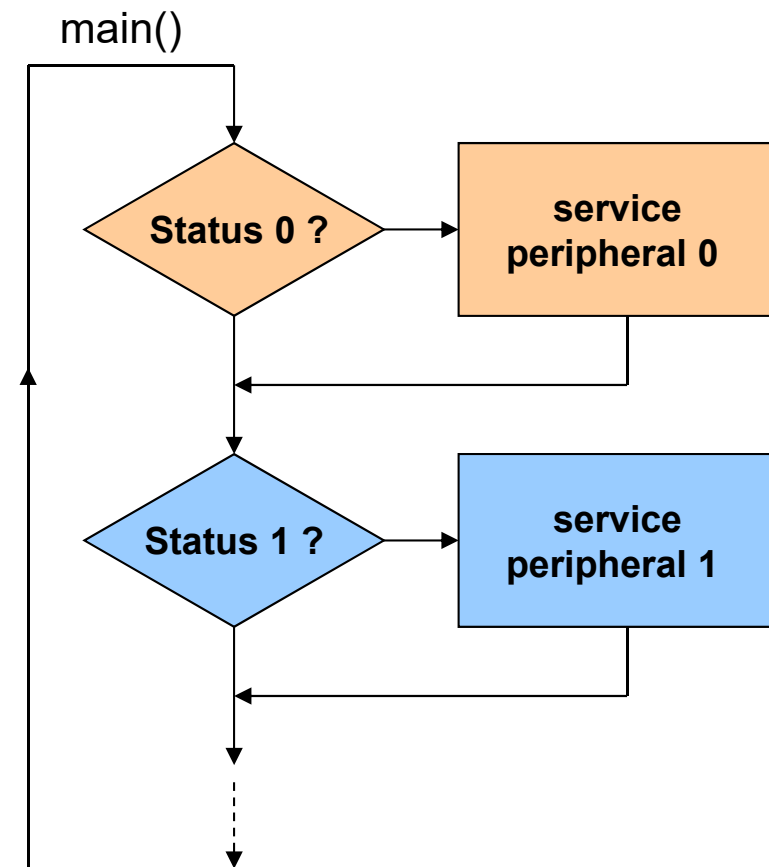 main()
Status 0 ?
service
peripheral 0
Status 1 ?
service
peripheral 1